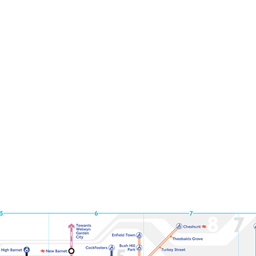 5 6 7
8 7
Towards
Welwyn
Garden
City
Cheshunt
Enfield Town
Theobalds Grove
High Barnet
New Barnet
Cockfosters
Bush Hill
Park
Turkey Street
5